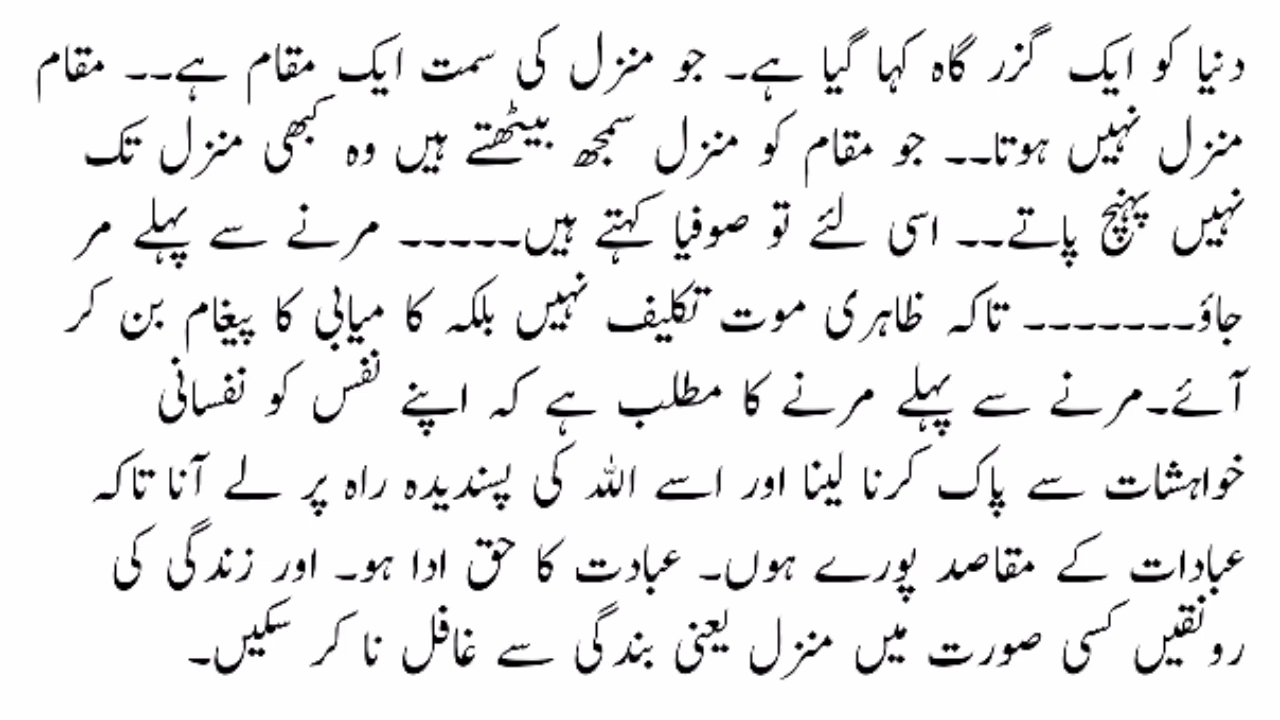 دنیا کو ایک گزر گاہ کہا گیا ہے۔ جو منزل کی سمت ایک مقام ہے۔۔ مقام
منزل نہیں ہوتا۔۔ جو مقام کو منزل سمجھ بیٹھتے ہیں وہ کبھی منزل تک
نہیں پہنچ پاتے۔۔ اسی لئے تو صوفیا کہتے ہیں۔۔۔۔۔ مرنے سے پہلے مر
جاؤ۔۔۔۔۔۔۔ تاکہ ظاہری موت تکلیف نہیں بلکہ کا میابی کا پیغام بن کر
آئے۔مرنے سے پہلے مرنے کا مطلب ہے کہ اپنے نفس کو نفسانی
خواہشات سے پاک کرنا لینا اور اسے اللہ کی پسندیدہ راہ پر لے آنا تاکہ
عبادات کے مقاصد پورے ہوں۔ عبادت کا حق ادا ہو۔ اور زندگی کی
رونقیں کسی صورت میں منزل یعنی بندگی سے غافل نا کر سکیں۔